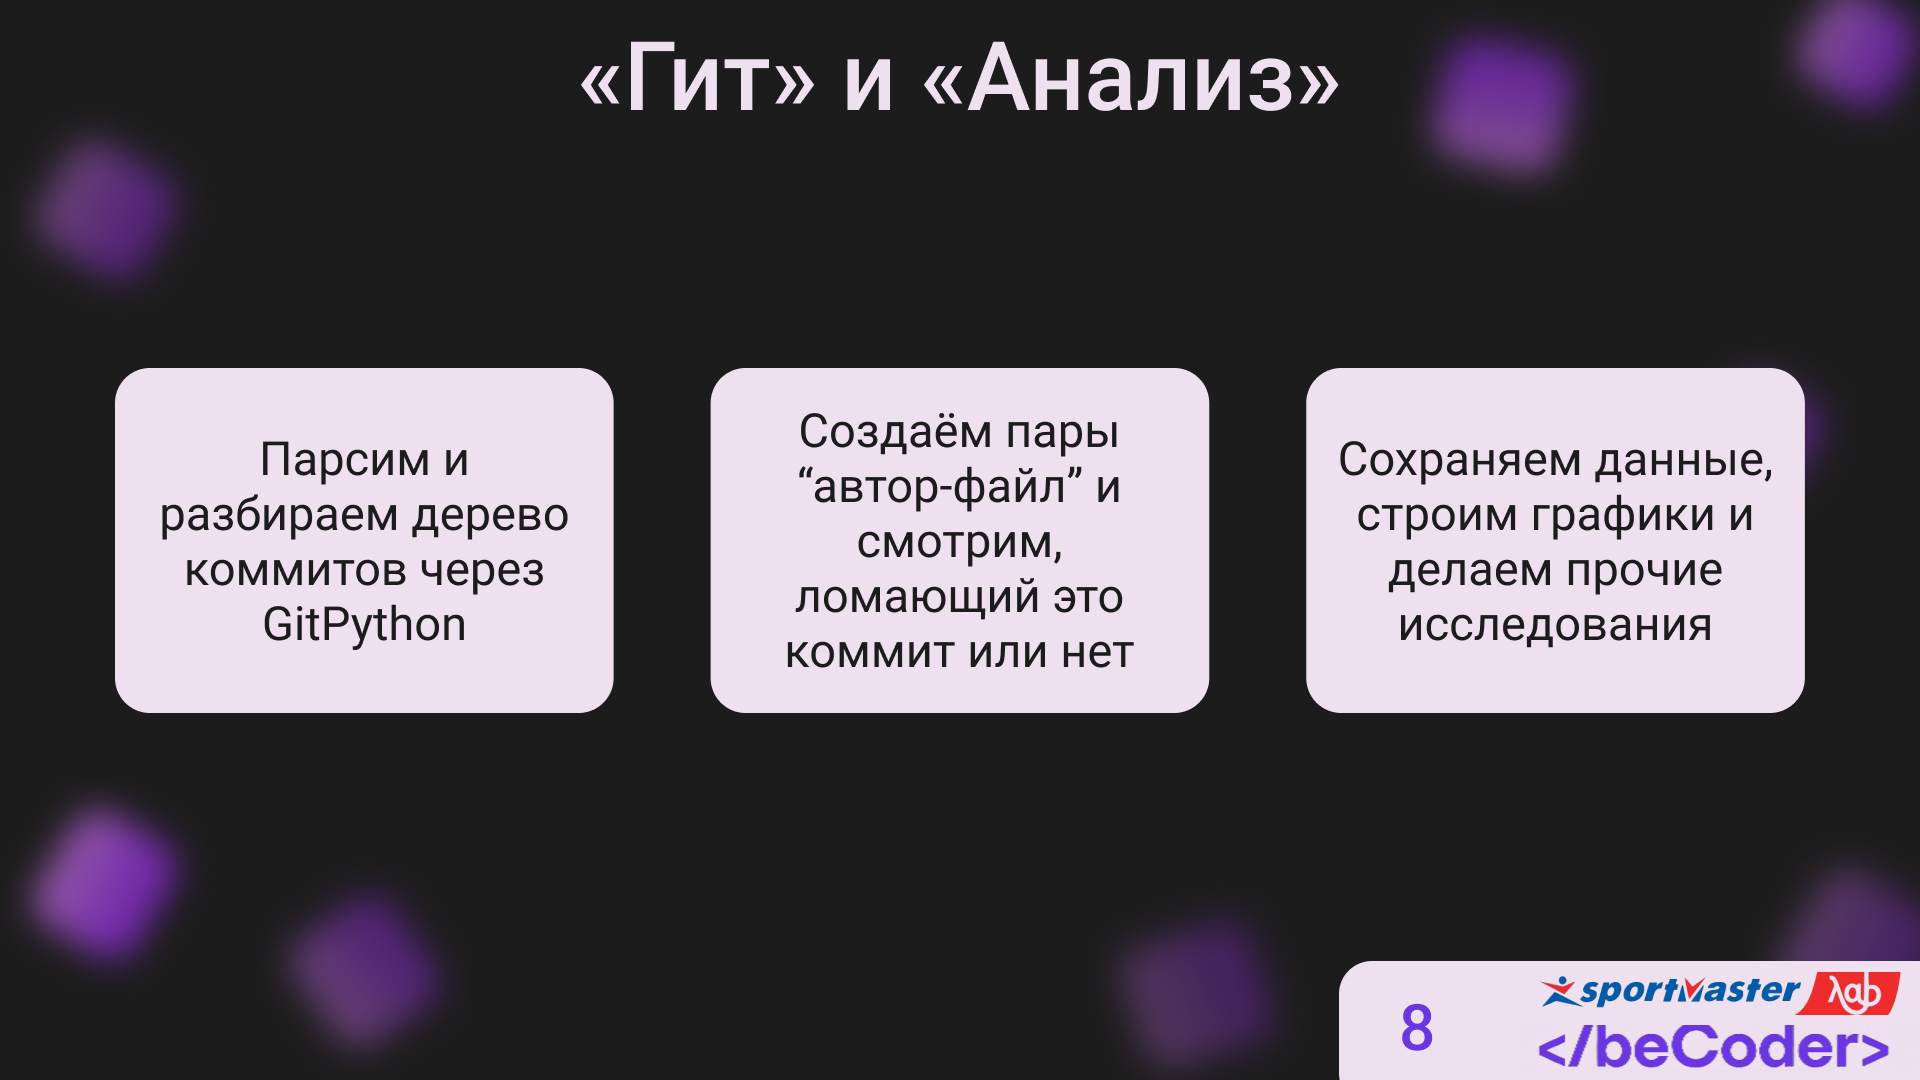 «Гит» и «Анализ»
Парсим и
разбираем дерево
коммитов через
GitPython
Создаём пары
“автор-файл” и
смотрим,
ломающий это
коммит или нет
Сохраняем данные,
строим графики и
делаем прочие
исследования
8
sportmaster λab
</beCoder>